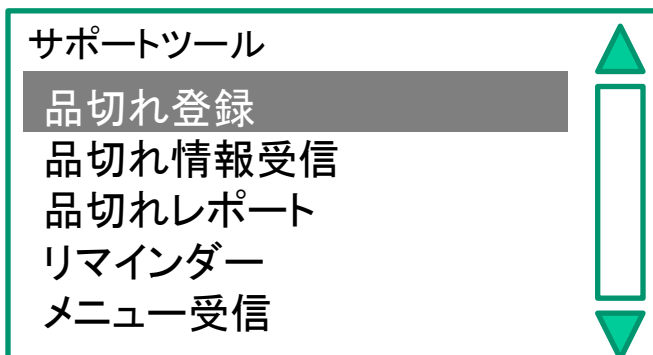 サポートツール
品切れ登録
品切れ情報受信
品切れレポート
リマインダー
メニュー受信